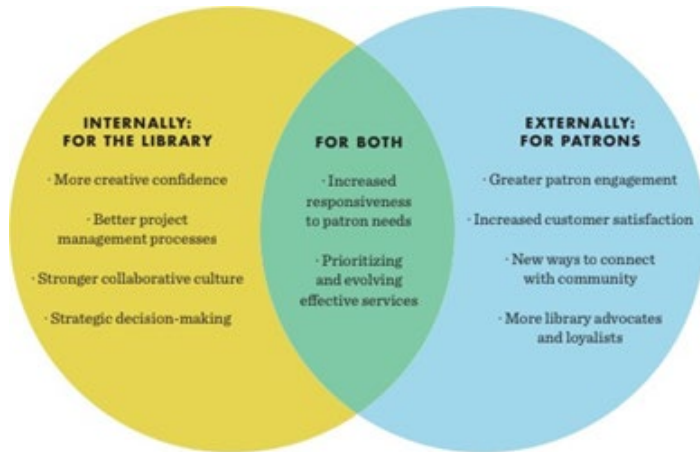 INTERNALLY:
FOR THE LIBRARY
· More creative confidence
· Better project
management processes
· Stronger collaborative culture
· Strategic decision-making
FOR BOTH
· Increased
responsiveness
to patron needs
· Prioritizing
and evolving
effective services
EXTERNALLY:
FOR PATRONS
· Greater patron engagement
· Increased customer satisfaction
· New ways to connect
with community
· More library advocates
and loyalists